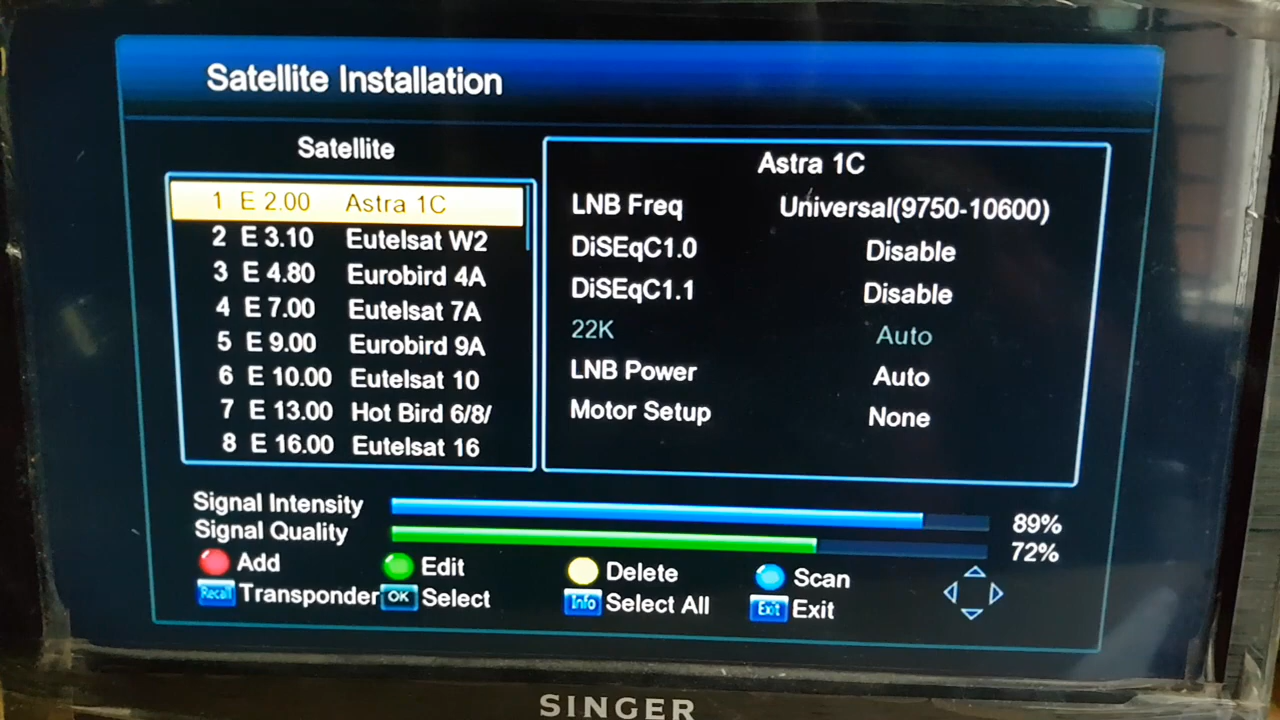 Satellite Installation
Satellite
1 E 2.00 Astra 1C
2 E 3.10 Eutelsat W2
3 E 4.80 Eurobird 4A
4 E 7.00 Eutelsat 7A
5 E 9.00 Eurobird 9A
6 E 10.00 Eutelsat 10
7 E 13.00 Hot Bird 6/8/
8 E 16.00 Eutelsat 16
Astra 1C
LNB Freq Universal(9750-10600)
DiSEqC1.0 Disable
DiSEqC1.1 Disable
22K Auto
LNB Power Auto
Motor Setup None
Signal Intensity 89%
Signal Quality 72%
Add Edit Delete Scan
Recall Transponder OK Select Info Select All Exit Exit
SINGER